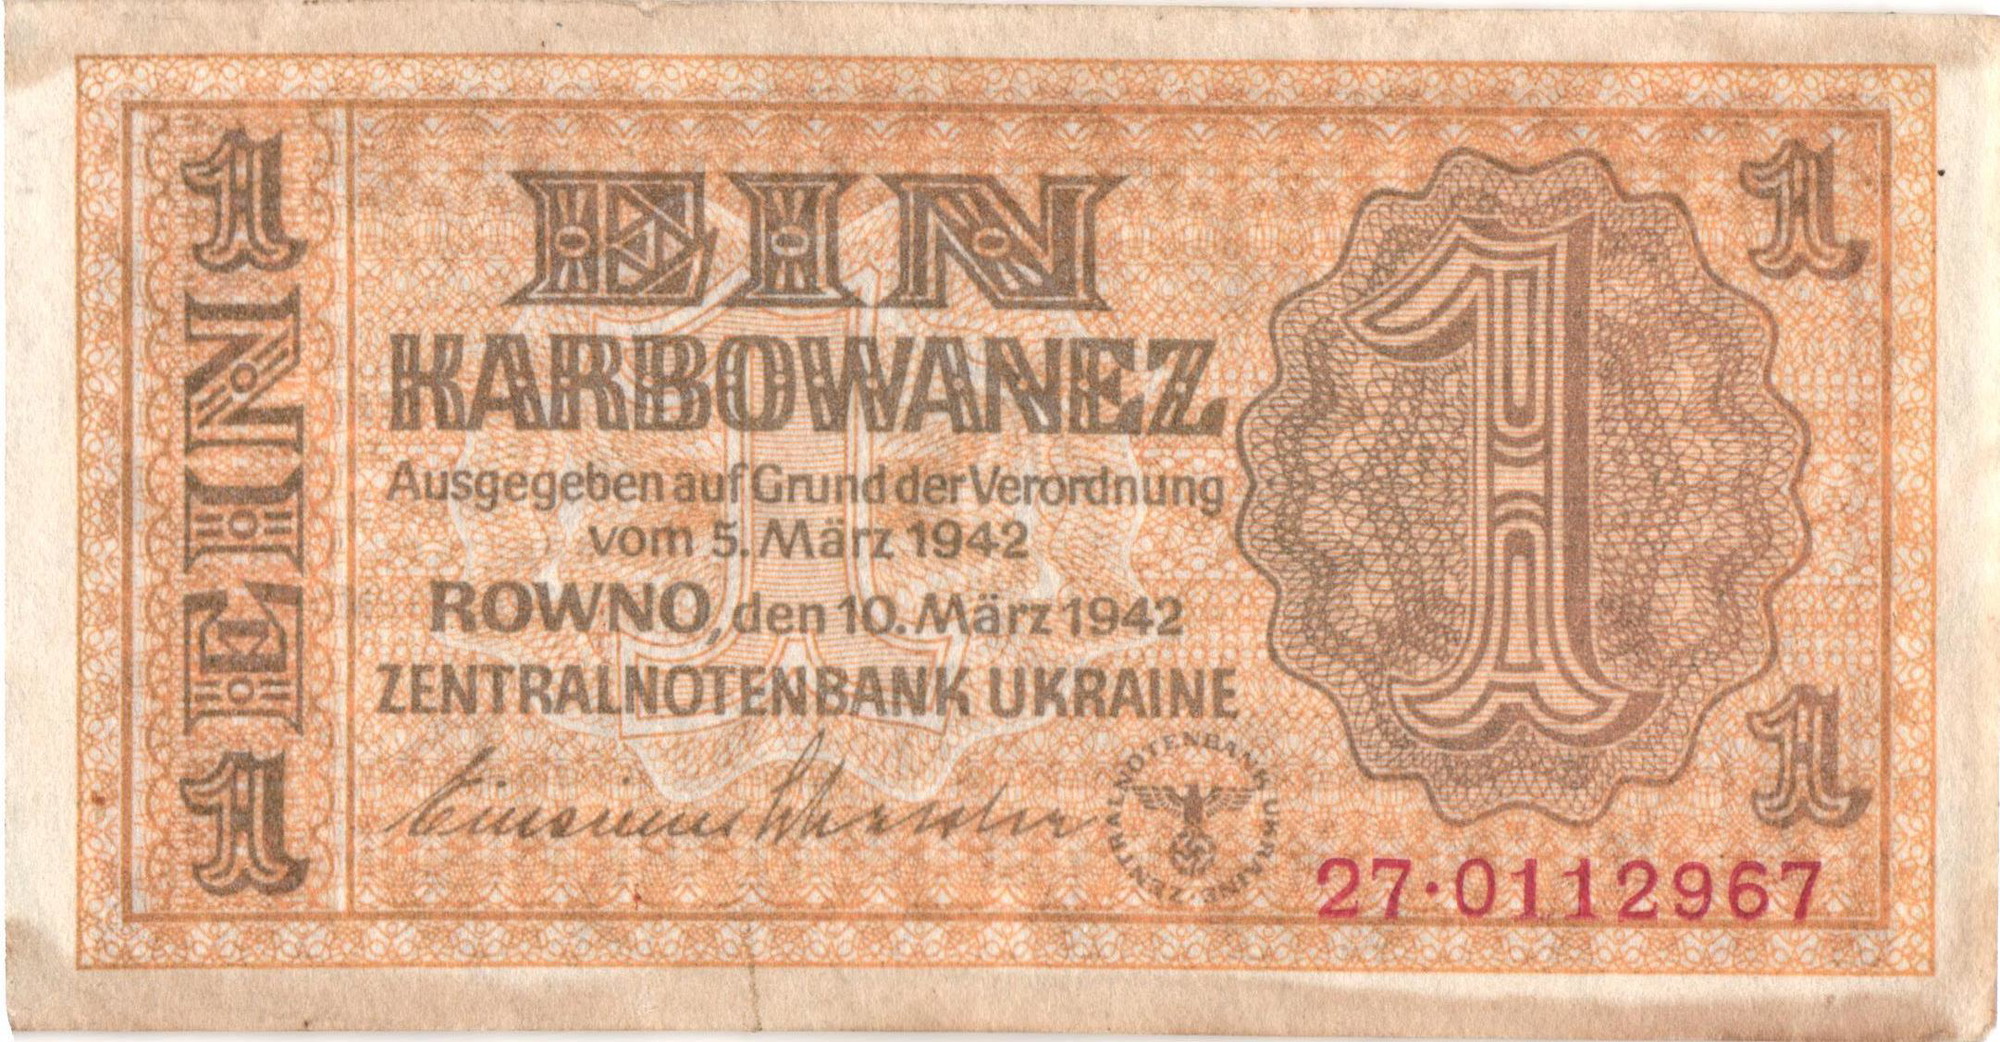 1
EIN
1
EIN
KARBOWANEZ
Ausgegeben auf Grund der Verordnung
vom 5. März 1942
ROWNO, den 10. März 1942
ZENTRALNOTENBANK UKRAINE
ZENTRALNOTENBANK UKRAINE
1
1
1
27·0112967